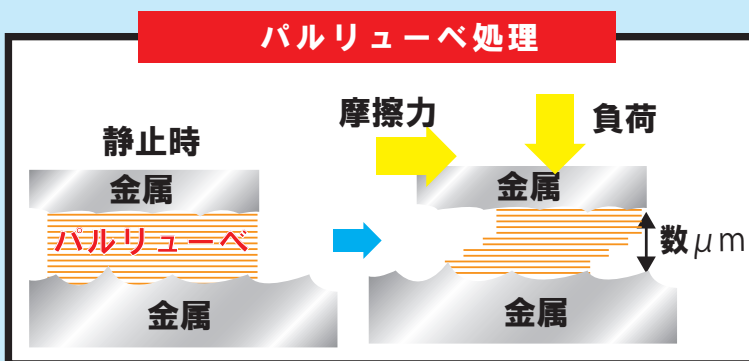 パルリューベ処理
静止時
金属
パルリューベ
金属
摩擦力
負荷
金属
数μm
金属